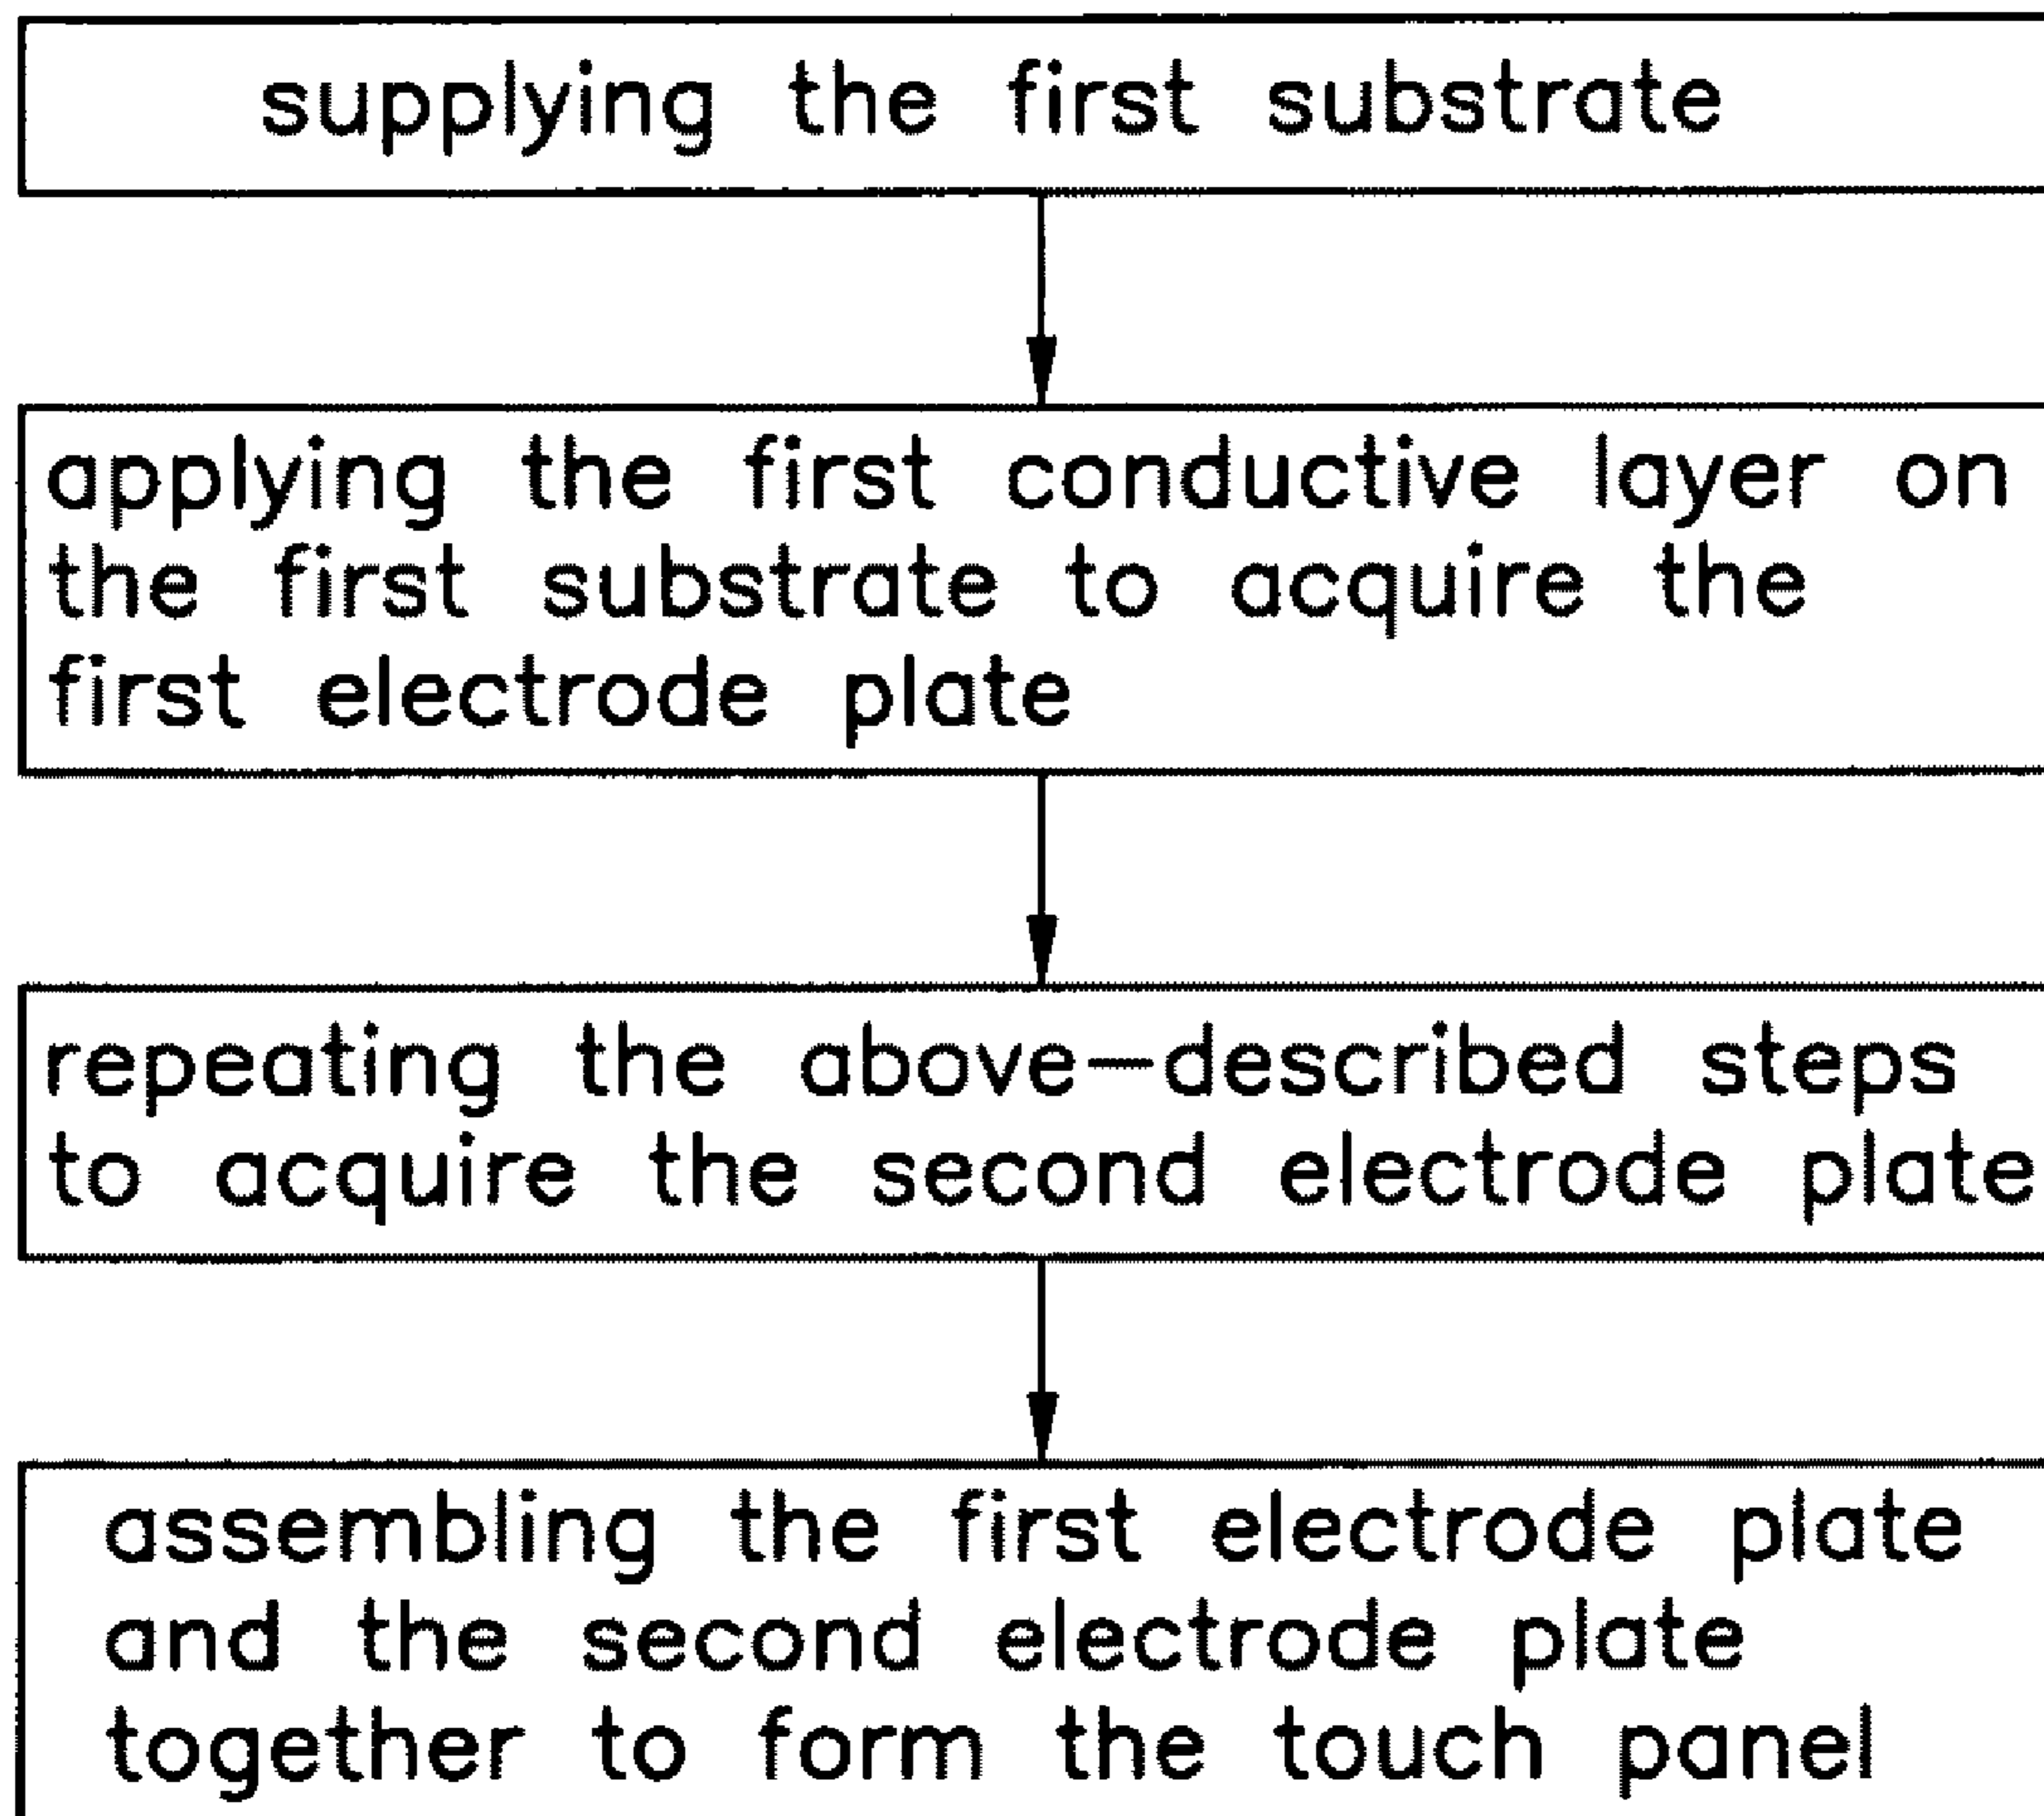 supplying the first substrate
applying the first conductive layer on
the first substrate to acquire the
first electrode plate
repeating the above-described steps
to acquire the second electrode plate
assembling the first electrode plate
and the second electrode plate
together to form the touch panel